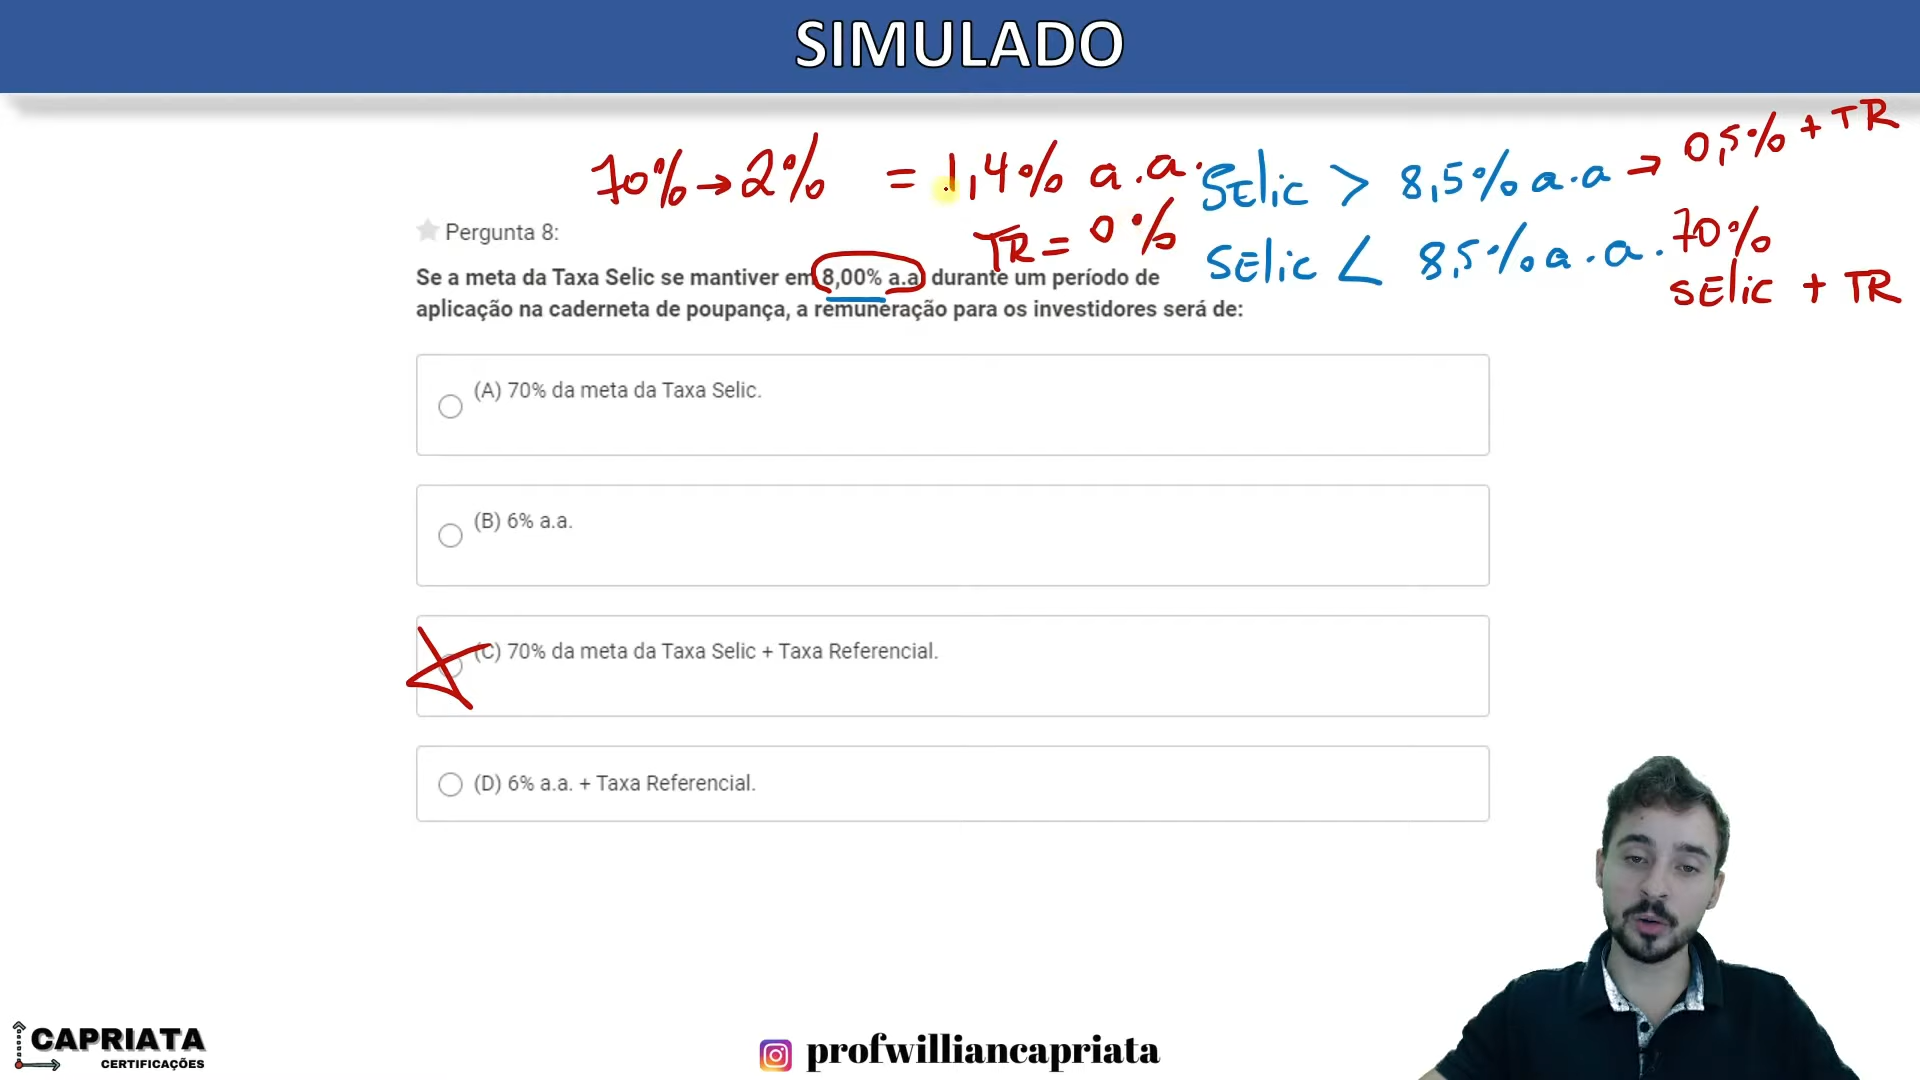 SIMULADO
70% → 2% = 1,4% a.a.
TR = 0%
SELic > 8,5% a.a → 0,5% + TR
SELic < 8,5% a.a. 70%
SELic + TR
Pergunta 8:
Se a meta da Taxa Selic se mantiver em 8,00% a.a durante um período de
aplicação na caderneta de poupança, a remuneração para os investidores será de:
(A) 70% da meta da Taxa Selic.
(B) 6% a.a.
(C) 70% da meta da Taxa Selic + Taxa Referencial.
(D) 6% a.a. + Taxa Referencial.
CAPRIATA
CERTIFICAÇÕES
profwilliancapriata